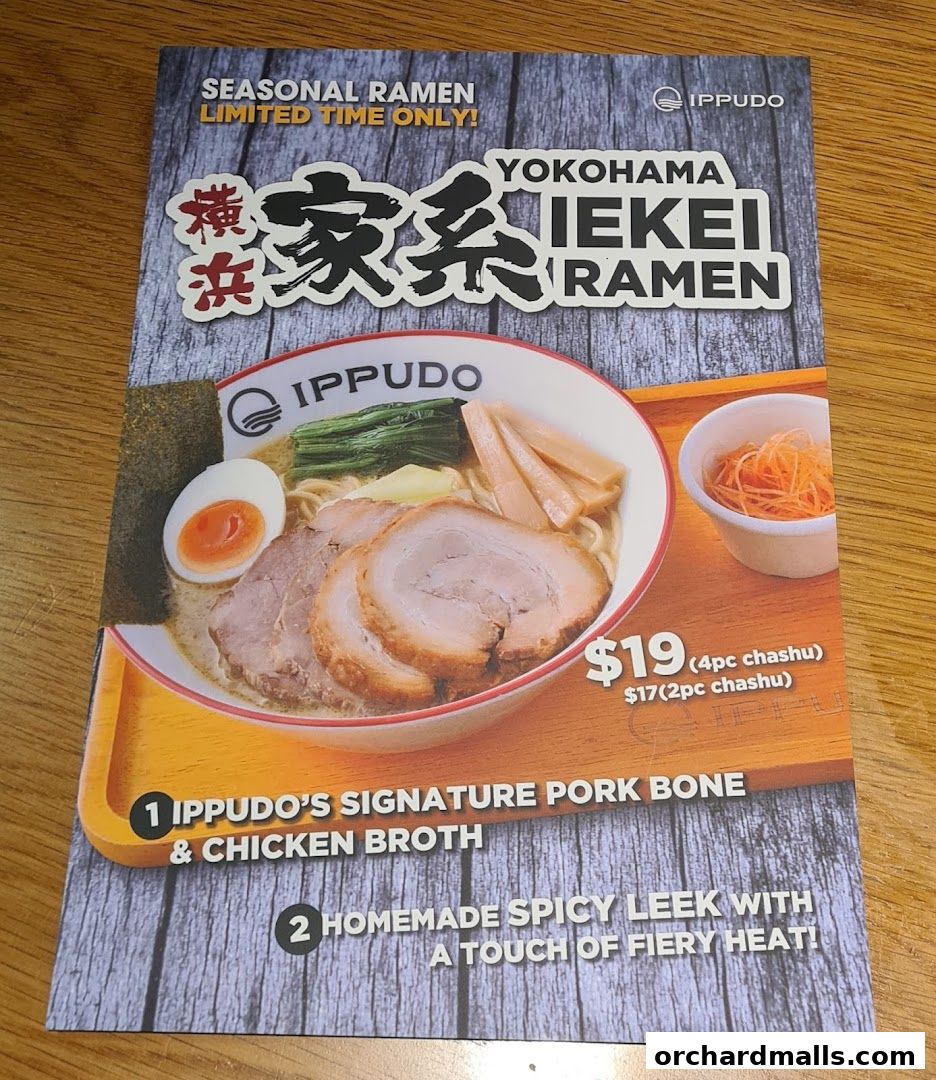 SEASONAL RAMEN
LIMITED TIME ONLY!
IPPUDO
横浜
家系
YOKOHAMA
IEKEI
RAMEN
IPPUDO
$19 (4pc chashu)
$17(2pc chashu)
1 IPPUDO'S SIGNATURE PORK BONE
& CHICKEN BROTH
2 HOMEMADE SPICY LEEK WITH
A TOUCH OF FIERY HEAT!
orchardmalls.com